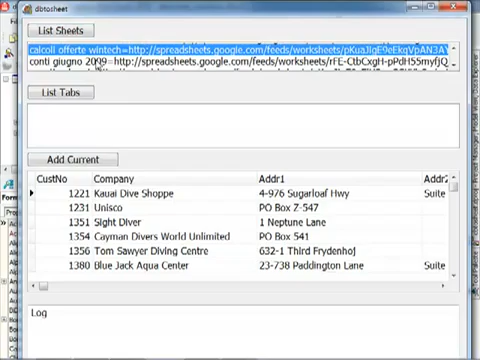 dbtosheet
List Sheets
calcoli offerte wintech=http://spreadsheets.google.com/feeds/worksheets/pKuaJlgE9eEkqVpAN3AY
conti giugno 2009=http://spreadsheets.google.com/feeds/worksheets/rFE-CtbCxgH-pPdH55myfjQ
List Tabs
Add Current
CustNo Company Addr1 Addr2
1221 Kauai Dive Shoppe 4-976 Sugarloaf Hwy Suite
1231 Unisco PO Box Z-547
1351 Sight Diver 1 Neptune Lane
1354 Cayman Divers World Unlimited PO Box 541
1356 Tom Sawyer Diving Centre 632-1 Third Frydenhoj
1380 Blue Jack Aqua Center 23-738 Paddington Lane Suite
Log
Form